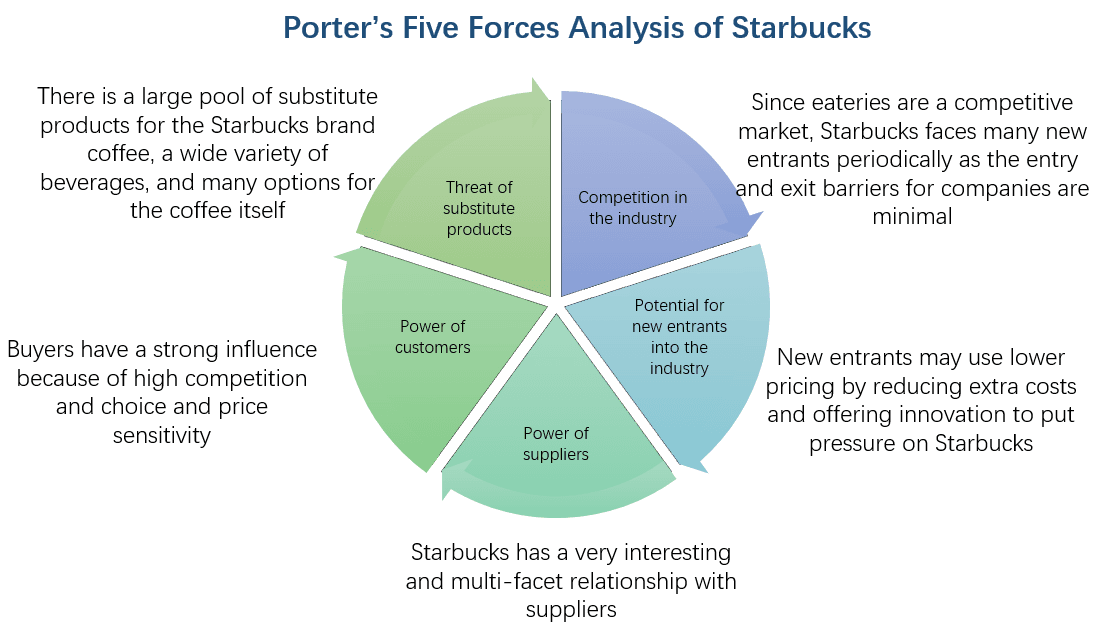 Porter's Five Forces Analysis of Starbucks
There is a large pool of substitute
products for the Starbucks brand
coffee, a wide variety of
beverages, and many options for
the coffee itself
Since eateries are a competitive
market, Starbucks faces many new
entrants periodically as the entry
and exit barriers for companies are
minimal
Threat of
substitute
products
Competition in
the industry
Power of
customers
Potential for
new entrants
into the
industry
Power of
suppliers
Buyers have a strong influence
because of high competition
and choice and price
sensitivity
New entrants may use lower
pricing by reducing extra costs
and offering innovation to put
pressure on Starbucks
Starbucks has a very interesting
and multi-facet relationship with
suppliers